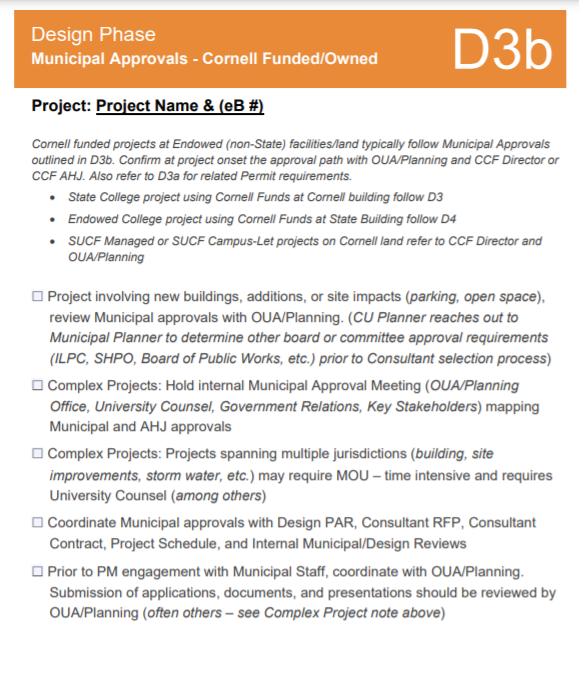 Design Phase
Municipal Approvals - Cornell Funded/Owned
D3b
Project: Project Name & (eB #)
Cornell funded projects at Endowed (non-State) facilities/land typically follow Municipal Approvals
outlined in D3b. Confirm at project onset the approval path with OUA/Planning and CCF Director or
CCF AHJ. Also refer to D3a for related Permit requirements.
• State College project using Cornell Funds at Cornell building follow D3
• Endowed College project using Cornell Funds at State Building follow D4
• SUCF Managed or SUCF Campus-Let projects on Cornell land refer to CCF Director and
OUA/Planning
☐ Project involving new buildings, additions, or site impacts (parking, open space),
review Municipal approvals with OUA/Planning. (CU Planner reaches out to
Municipal Planner to determine other board or committee approval requirements
(ILPC, SHPO, Board of Public Works, etc.) prior to Consultant selection process)
☐ Complex Projects: Hold internal Municipal Approval Meeting (OUA/Planning
Office, University Counsel, Government Relations, Key Stakeholders) mapping
Municipal and AHJ approvals
☐ Complex Projects: Projects spanning multiple jurisdictions (building, site
improvements, storm water, etc.) may require MOU – time intensive and requires
University Counsel (among others)
☐ Coordinate Municipal approvals with Design PAR, Consultant RFP, Consultant
Contract, Project Schedule, and Internal Municipal/Design Reviews
☐ Prior to PM engagement with Municipal Staff, coordinate with OUA/Planning.
Submission of applications, documents, and presentations should be reviewed by
OUA/Planning (often others – see Complex Project note above)